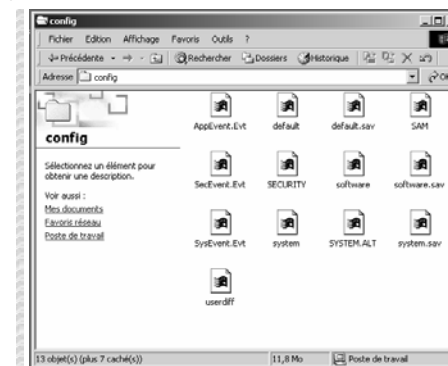 config
Fichier Edition Affichage Favoris Outils ?
Précédente Rechercher Dossiers Historique
Adresse config OK
config
Sélectionnez un élément pour
obtenir une description.
Voir aussi :
Mes documents
Favoris réseau
Poste de travail
AppEvent.Evt default default.sav SAM
SecEvent.Evt SECURITY software software.sav
SysEvent.Evt system SYSTEM.ALT system.sav
userdiff
13 objet(s) (plus 7 caché(s)) 11,8 Mo Poste de travail